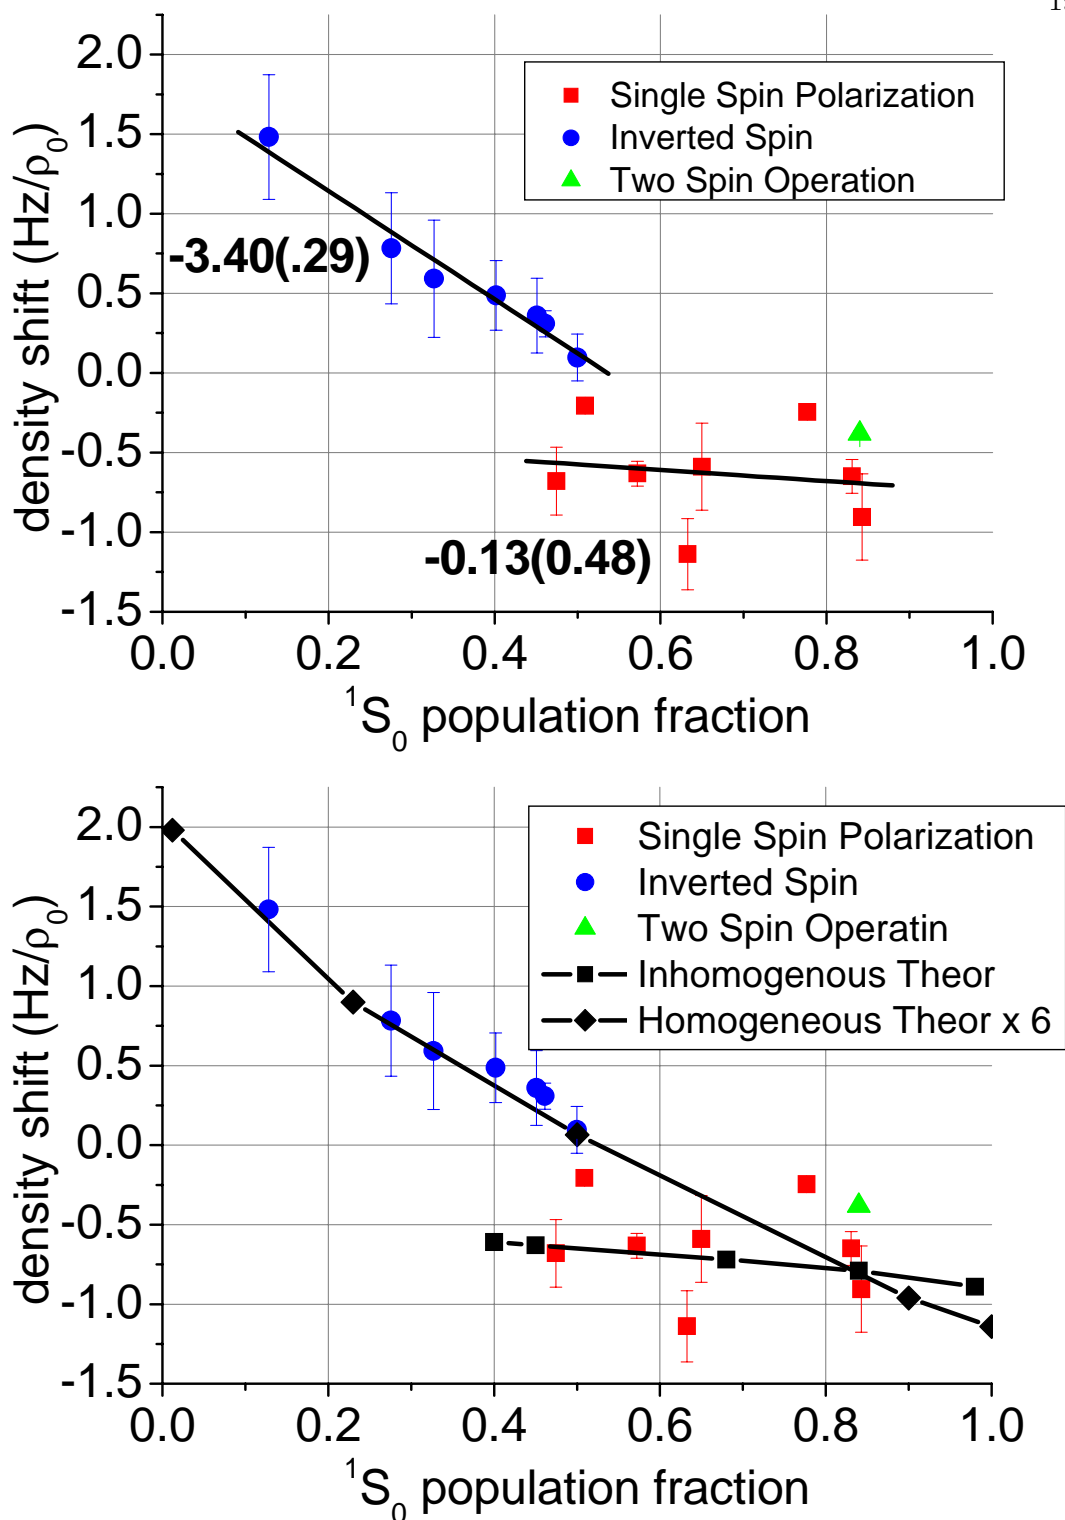 2.0
1.5
1.0
0.5
0.0
-0.5
-1.0
-1.5
density shift (Hz/ρ0)
Single Spin Polarization
Inverted Spin
Two Spin Operation
-3.40(.29)
-0.13(0.48)
0.0 0.2 0.4 0.6 0.8 1.0
1S0 population fraction
2.0
1.5
1.0
0.5
0.0
-0.5
-1.0
-1.5
density shift (Hz/ρ0)
Single Spin Polarization
Inverted Spin
Two Spin Operatin
Inhomogenous Theor
Homogeneous Theor x 6
0.0 0.2 0.4 0.6 0.8 1.0
1S0 population fraction